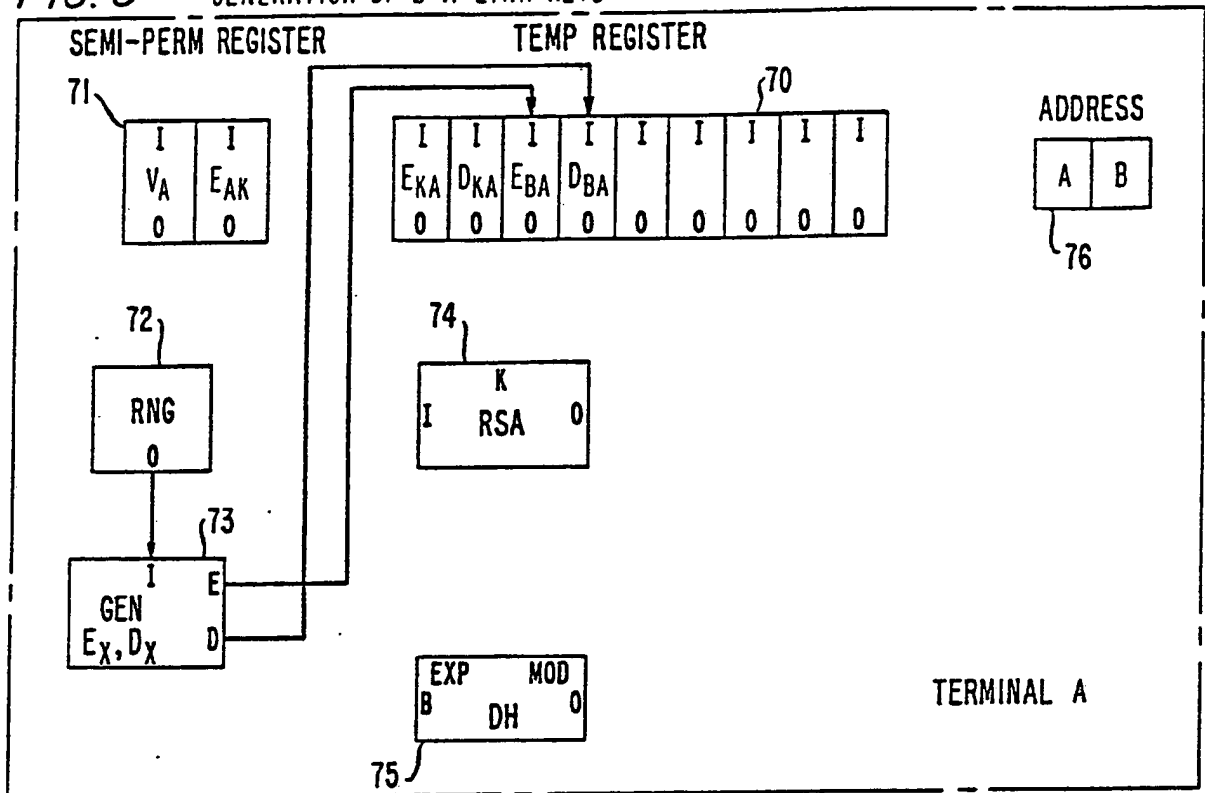 SEMI-PERM REGISTER
TEMP REGISTER
71
70
ADDRESS
I I
V_A E_AK
0 0
I I I I I I I I I
E_KA D_KA E_BA D_BA
0 0 0 0 0 0 0 0 0
A B
76
72
RNG
0
74
K
I RSA 0
73
I
E
GEN
E_X, D_X
D
EXP MOD
B DH 0
75
TERMINAL A